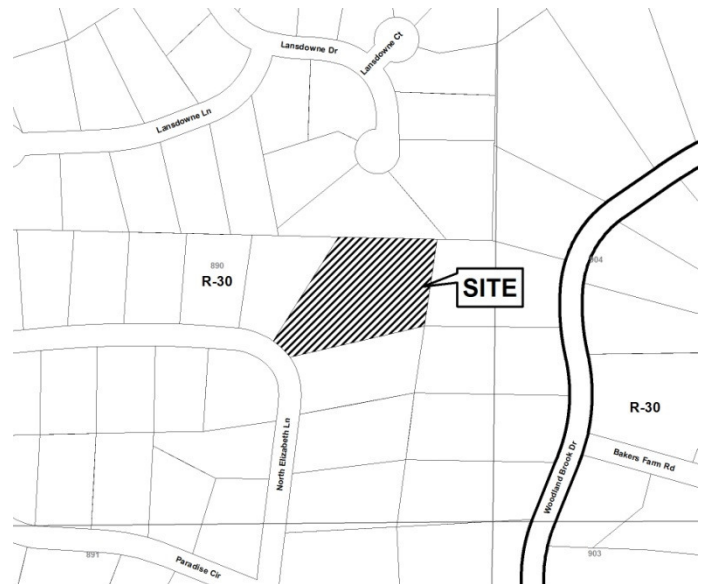 Lansdowne Dr
Lansdowne Ct
Lansdowne Ln
890
R-30
904
SITE
R-30
North Elizabeth Ln
Woodland Brook Dr
Bakers Farm Rd
891
Paradise Cir
903